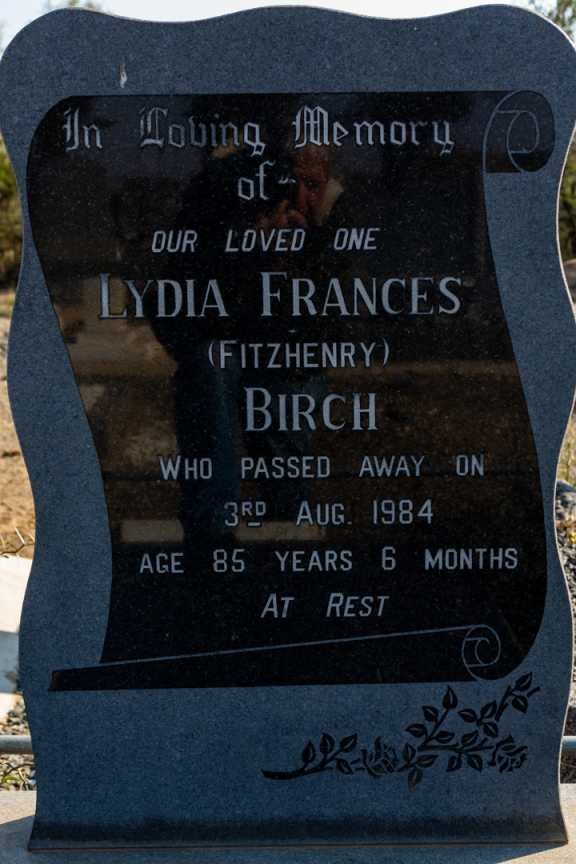 In Loving Memory
of
OUR LOVED ONE
LYDIA FRANCES
(FITZHENRY)
BIRCH
WHO PASSED AWAY ON
3RD AUG. 1984
AGE 85 YEARS 6 MONTHS
AT REST